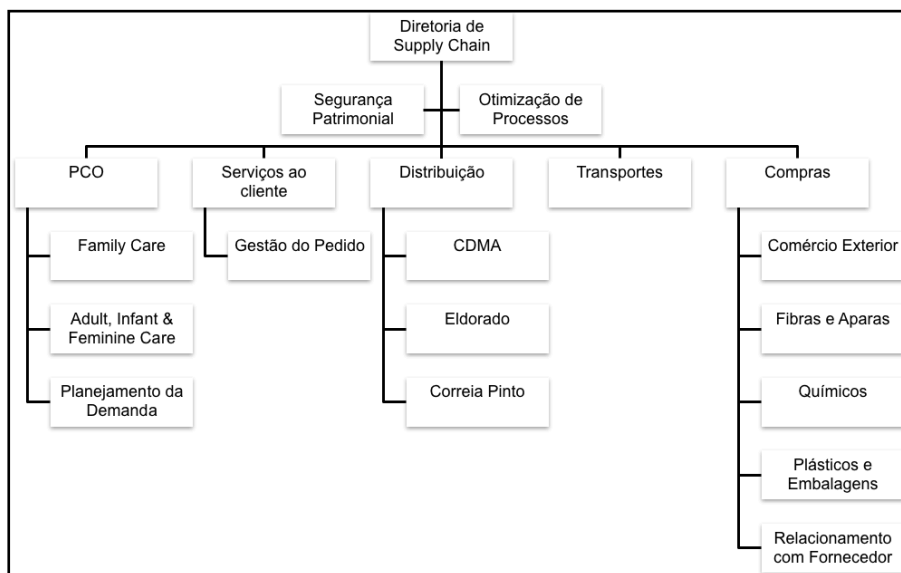 Diretoria de
Supply Chain
Segurança
Patrimonial
Otimização de
Processos
PCO
Serviços ao
cliente
Distribuição
Transportes
Compras
Family Care
Gestão do Pedido
CDMA
Comércio Exterior
Adult, Infant &
Feminine Care
Eldorado
Fibras e Aparas
Planejamento da
Demanda
Correia Pinto
Químicos
Plásticos e
Embalagens
Relacionamento
com Fornecedor